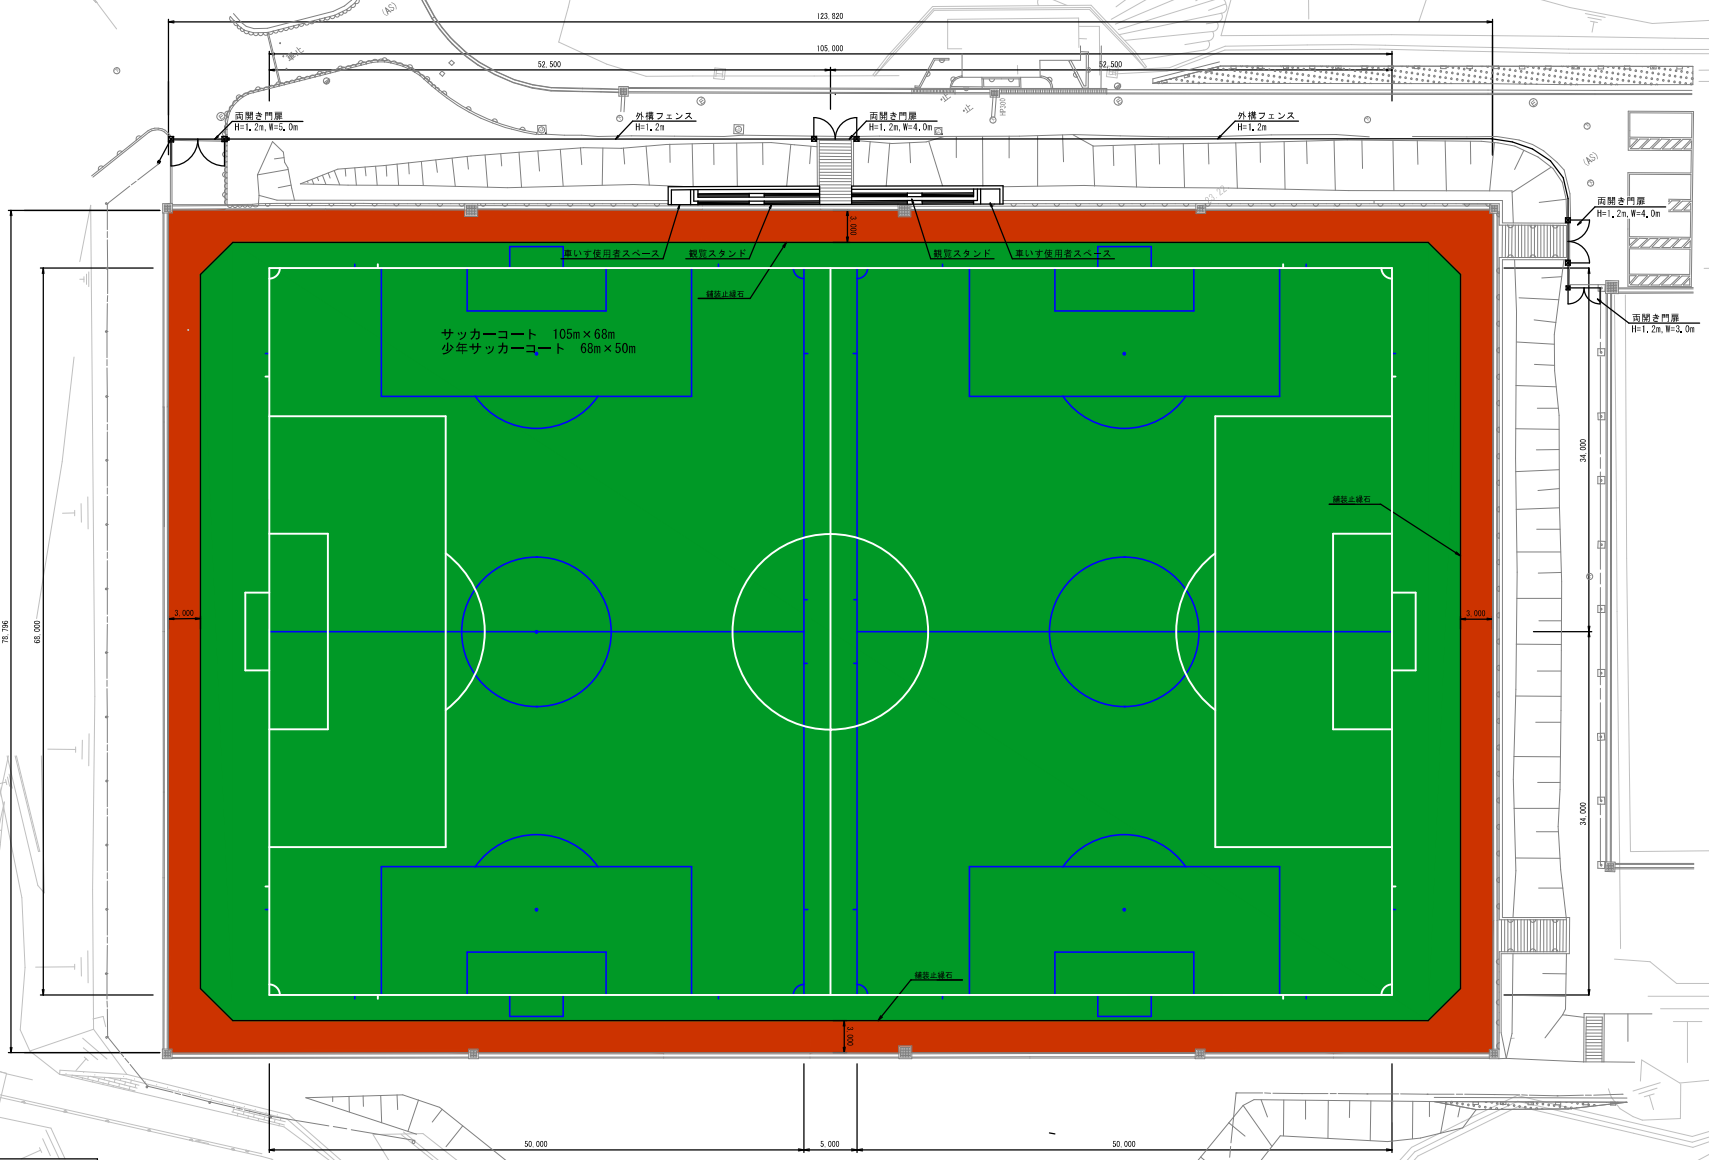 (AS)
123.820
105.000
52,500
52,500
両開き門扉
H=1.2m,W=5.0m
外構フェンス
H=1.2m
両開き門扉
H=1.2m,W=4.0m
HP300
外構フェンス
H=1.2m
(AS)
両開き門扉
H=1.2m,W=4.0m
3.000
車いす使用者スペース
観覧スタンド
観覧スタンド
車いす使用者スペース
舗装止縁石
両開き門扉
H=1.2m,W=3.0m
サッカーコート 105m×68m
少年サッカーコート 68m×50m
34.000
舗装止縁石
78.796
68.000
3.000
3.000
34.000
舗装止縁石
3.000
50,000
5,000
50,000